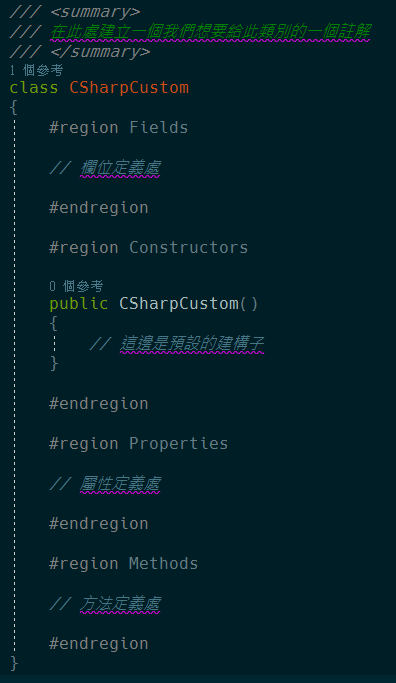 /// <summary>
/// 在此處建立一個我們想要給此類別的一個註解
/// </summary>
1 個參考
class CSharpCustom
{
#region Fields
// 欄位定義處
#endregion
#region Constructors
0 個參考
public CSharpCustom()
{
// 這邊是預設的建構子
}
#endregion
#region Properties
// 屬性定義處
#endregion
#region Methods
// 方法定義處
#endregion
}